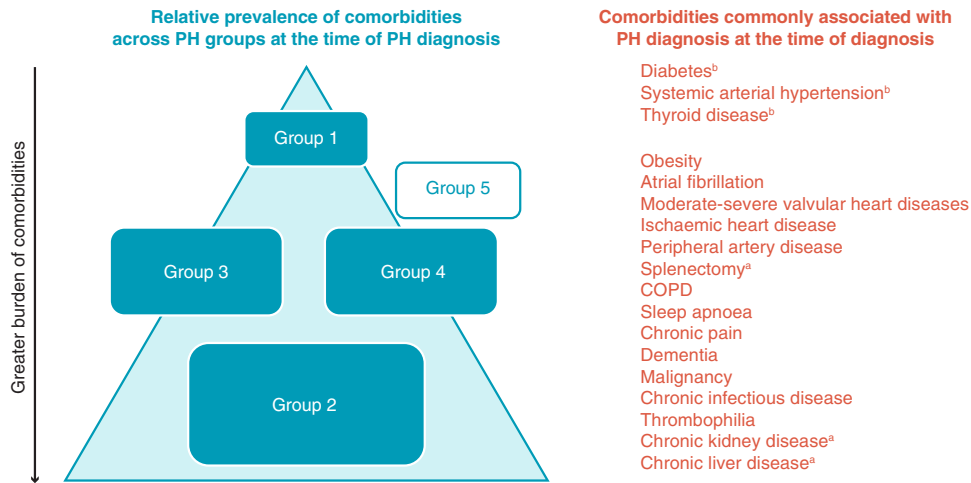 Relative prevalence of comorbidities
across PH groups at the time of PH diagnosis
Greater burden of comorbidities
Group 1
Group 5
Group 3
Group 4
Group 2
Comorbidities commonly associated with
PH diagnosis at the time of diagnosis
Diabetesᵇ
Systemic arterial hypertensionᵇ
Thyroid diseaseᵇ
Obesity
Atrial fibrillation
Moderate-severe valvular heart diseases
Ischaemic heart disease
Peripheral artery disease
Splenectomyᵃ
COPD
Sleep apnoea
Chronic pain
Dementia
Malignancy
Chronic infectious disease
Thrombophilia
Chronic kidney diseaseᵃ
Chronic liver diseaseᵃ